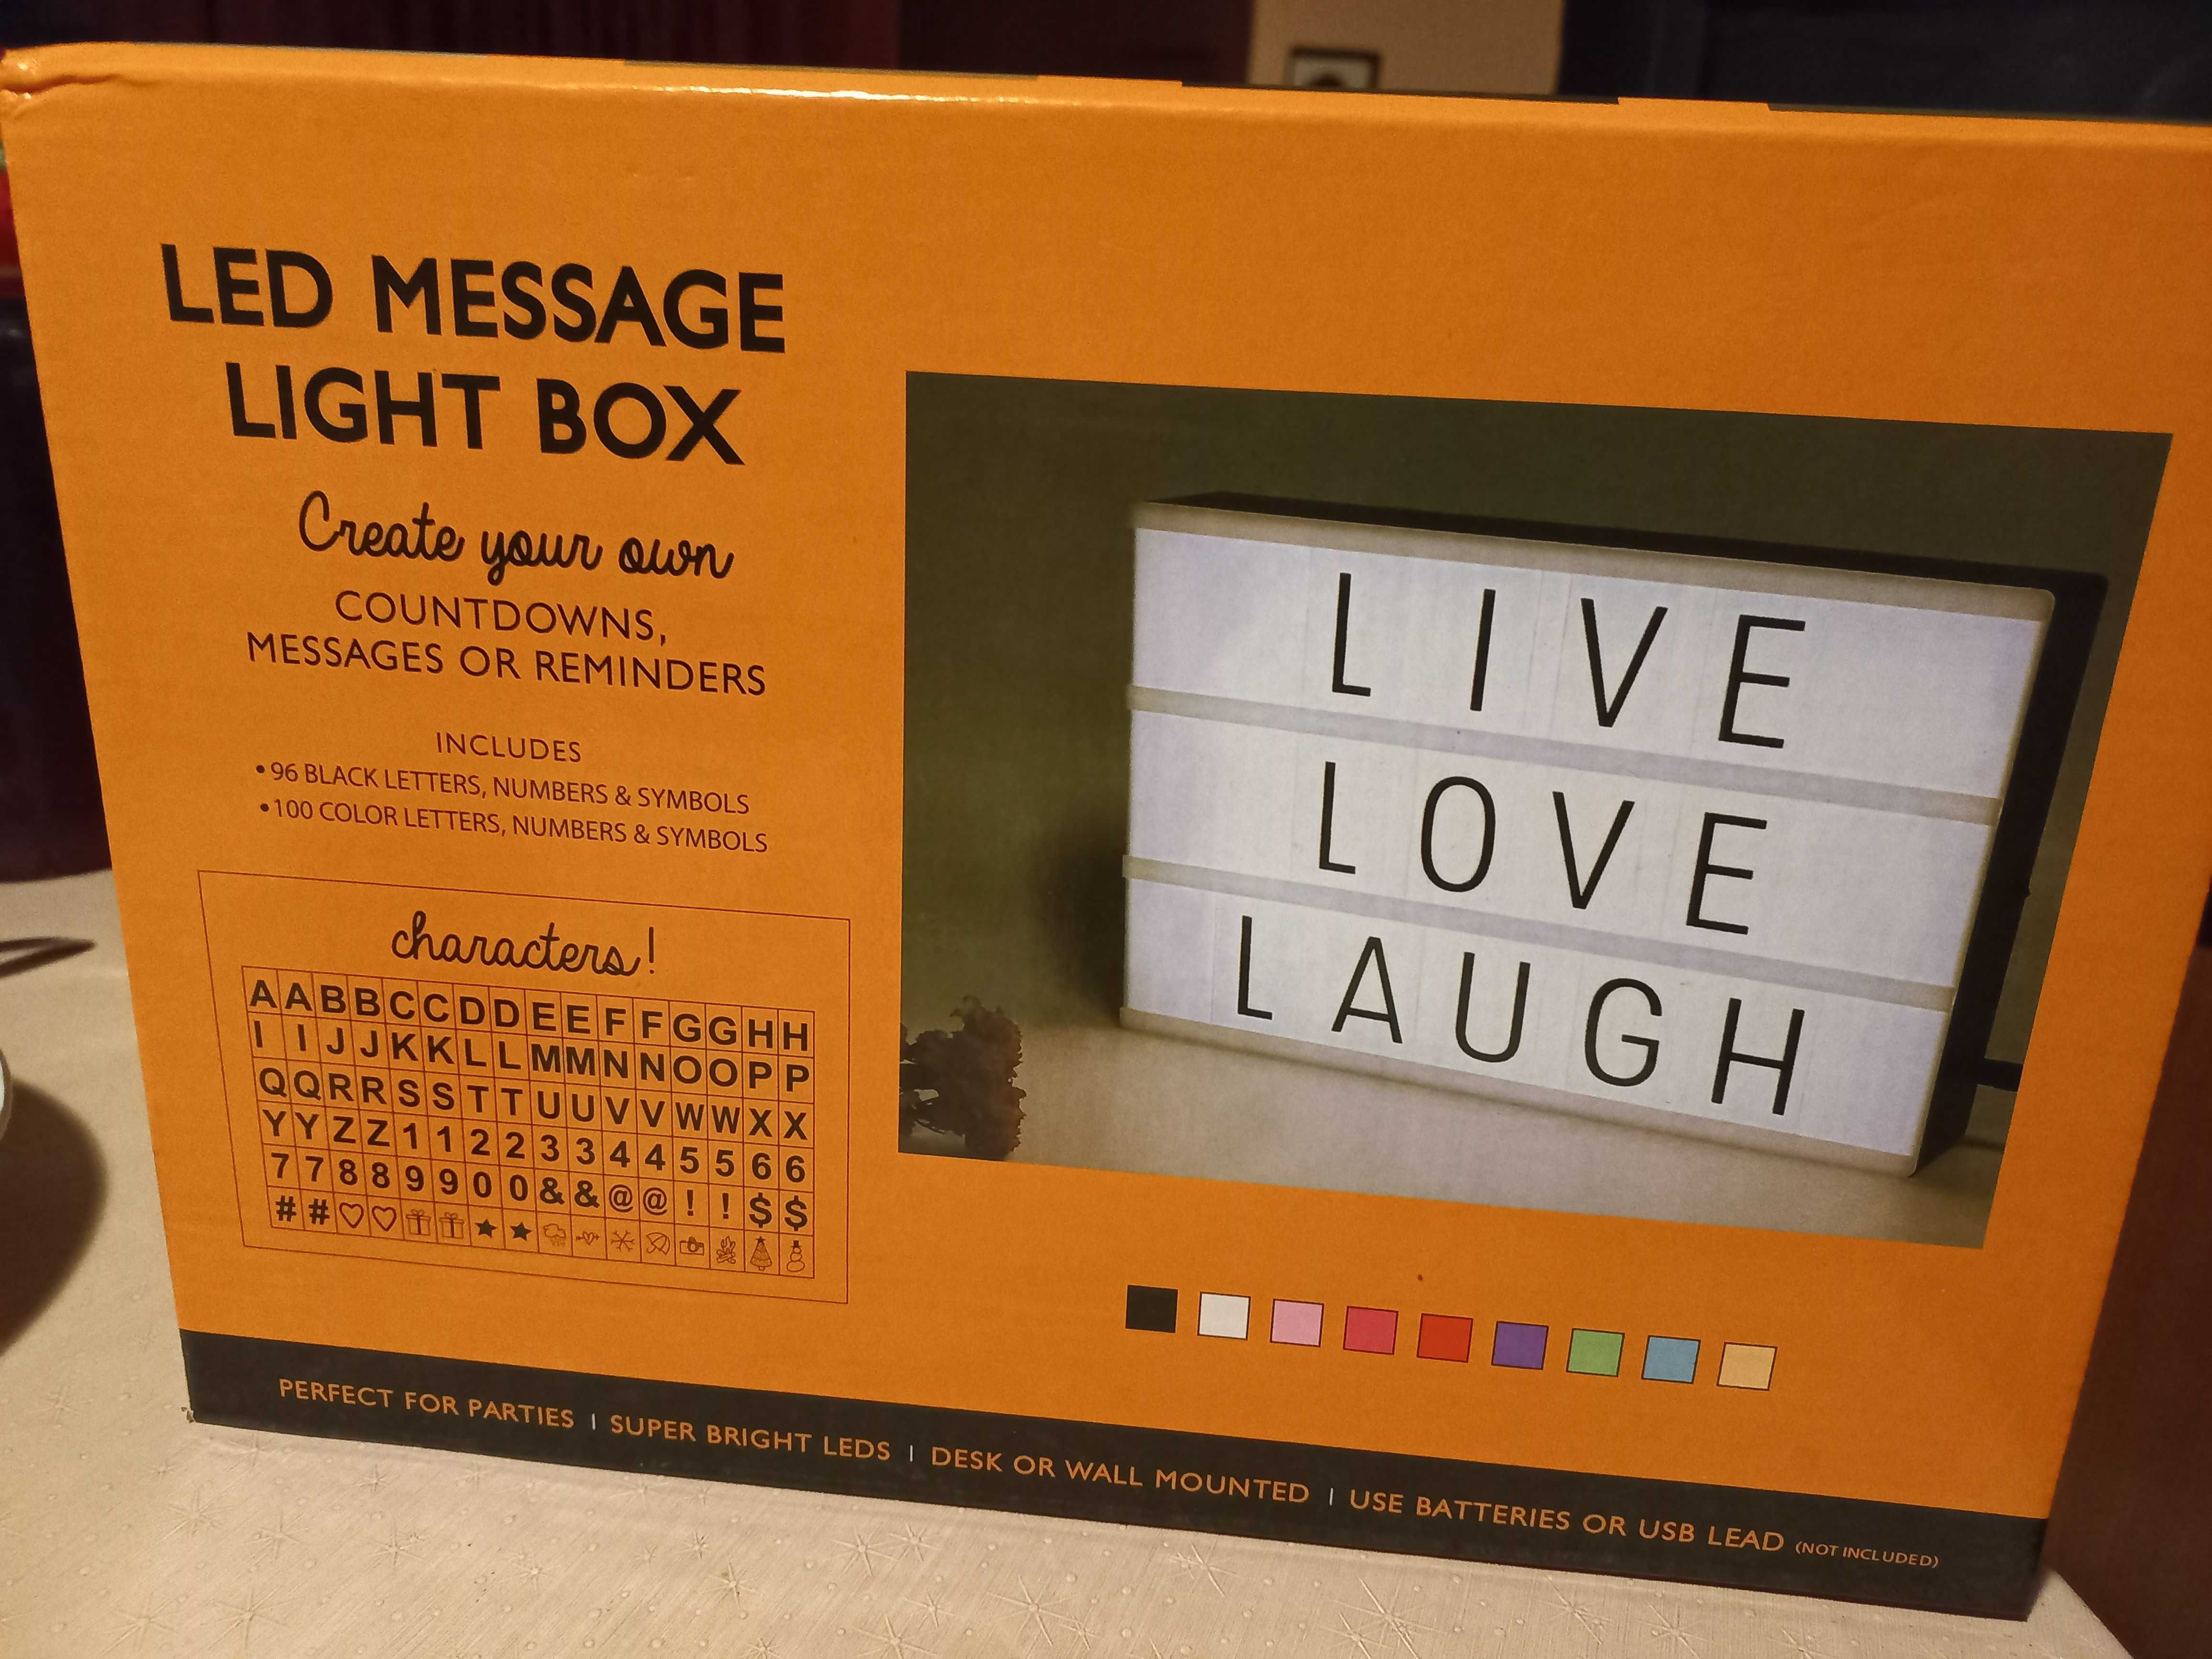 LED MESSAGE
LIGHT BOX
Create your own
COUNTDOWNS,
MESSAGES OR REMINDERS
INCLUDES
• 96 BLACK LETTERS, NUMBERS & SYMBOLS
• 100 COLOR LETTERS, NUMBERS & SYMBOLS
characters!
A A B B C C D D E E F F G G H H
I I J J K K L L M M N N O O P P
Q Q R R S S T T U U V V W W X X
Y Y Z Z 1 1 2 2 3 3 4 4 5 5 6 6
7 7 8 8 9 9 0 0 & & @ @ ! ! $ $
# # ♡ ♡ ★ ★
LIVE
LOVE
LAUGH
PERFECT FOR PARTIES | SUPER BRIGHT LEDS | DESK OR WALL MOUNTED | USE BATTERIES OR USB LEAD (NOT INCLUDED)